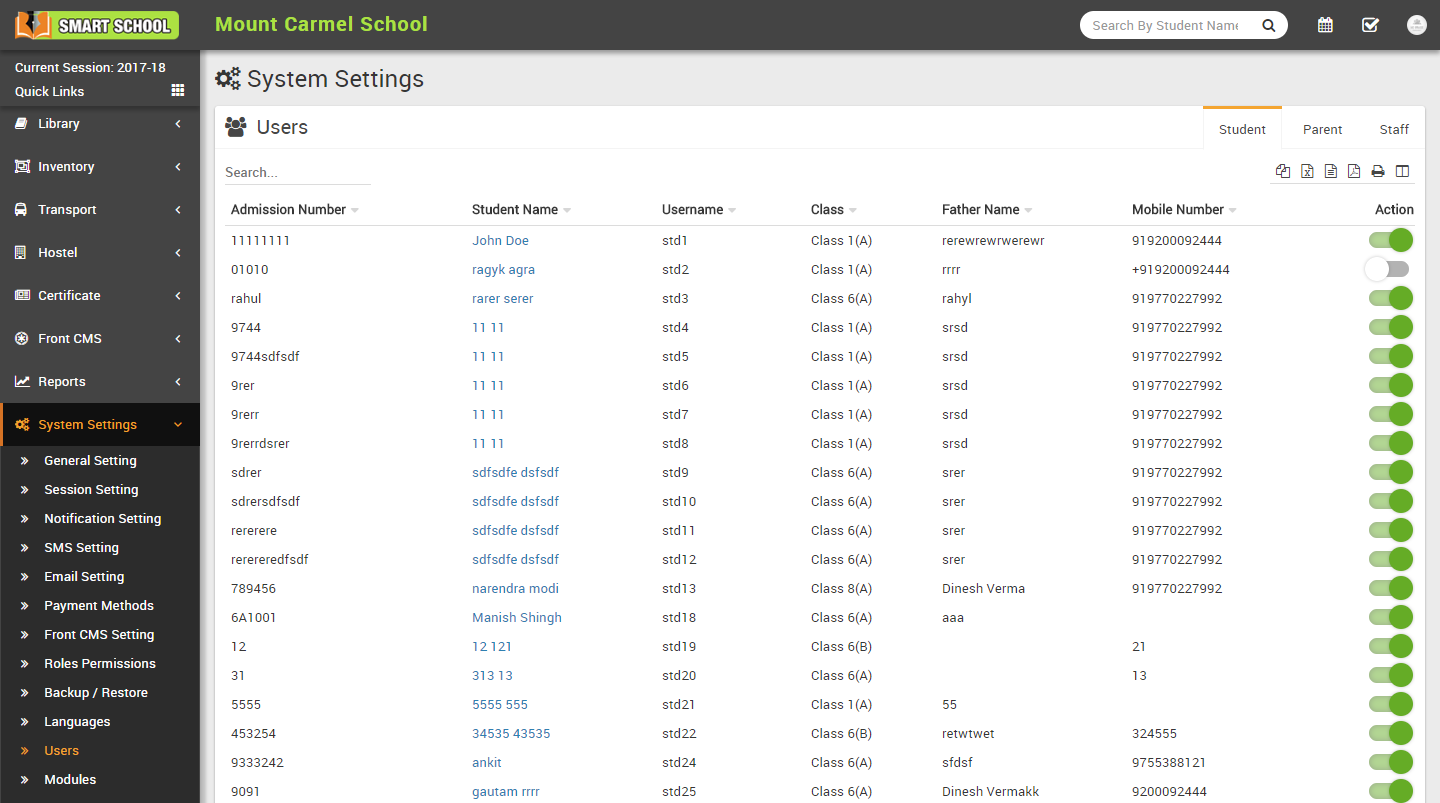 SMART SCHOOL
Mount Carmel School
Search By Student Name
Current Session: 2017-18
Quick Links
Library
Inventory
Transport
Hostel
Certificate
Front CMS
Reports
System Settings
General Setting
Session Setting
Notification Setting
SMS Setting
Email Setting
Payment Methods
Front CMS Setting
Roles Permissions
Backup / Restore
Languages
Users
Modules
System Settings
Users
Student Parent Staff
Search...
Admission Number Student Name Username Class Father Name Mobile Number Action
11111111 John Doe std1 Class 1(A) rerewrewrwerewr 919200092444
01010 ragyk agra std2 Class 1(A) rrrr +919200092444
rahul rarer serer std3 Class 6(A) rahyl 919770227992
9744 11 11 std4 Class 1(A) srsd 919770227992
9744sdfsdf 11 11 std5 Class 1(A) srsd 919770227992
9rer 11 11 std6 Class 1(A) srsd 919770227992
9rerr 11 11 std7 Class 1(A) srsd 919770227992
9rerrdsrer 11 11 std8 Class 1(A) srsd 919770227992
sdrer sdfsdfe dsfsdf std9 Class 6(A) srer 919770227992
sdrersdfsdf sdfsdfe dsfsdf std10 Class 6(A) srer 919770227992
rererere sdfsdfe dsfsdf std11 Class 6(A) srer 919770227992
rerereredfsdf sdfsdfe dsfsdf std12 Class 6(A) srer 919770227992
789456 narendra modi std13 Class 8(A) Dinesh Verma 919770227992
6A1001 Manish Shingh std18 Class 6(A) aaa
12 12 121 std19 Class 6(B) 21
31 313 13 std20 Class 6(A) 13
5555 5555 555 std21 Class 1(A) 55
453254 34535 43535 std22 Class 6(B) retwtwet 324555
9333242 ankit std24 Class 6(A) sfdsf 9755388121
9091 gautam rrrr std25 Class 6(A) Dinesh Vermakk 9200092444